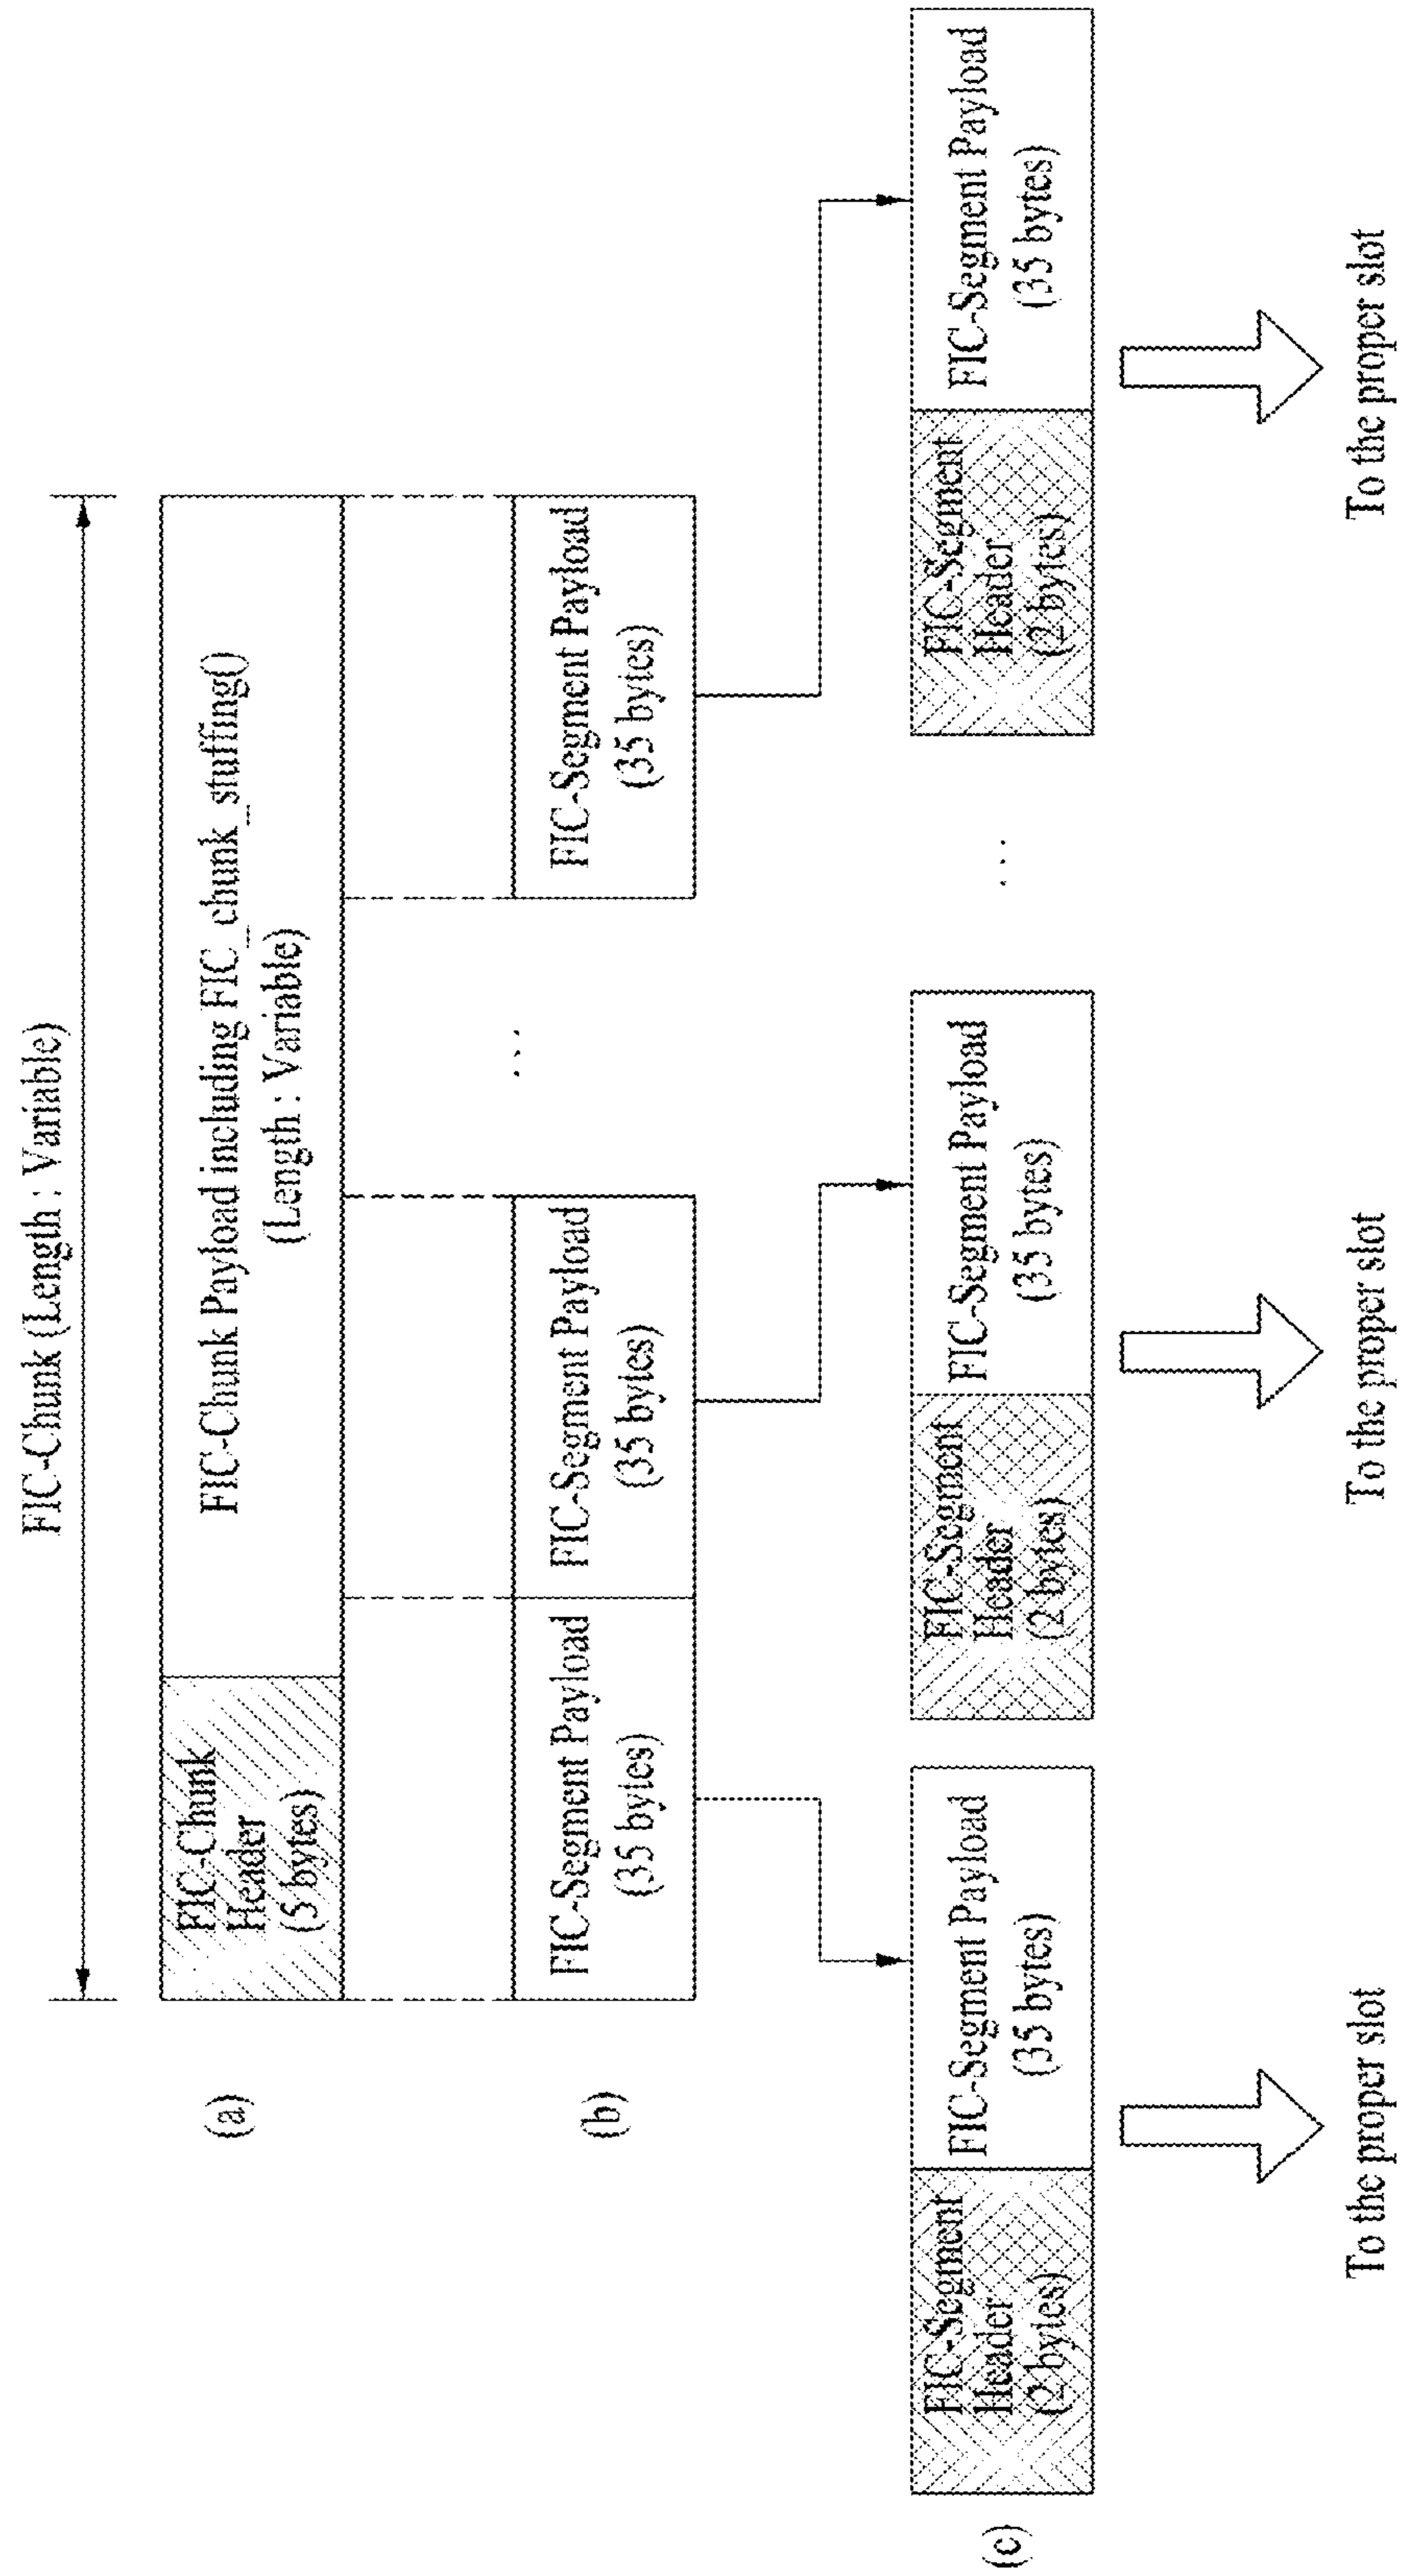 FIC-Chunk (Length : Variable)
(a)
FIC-Chunk
Header
(5 bytes)
FIC-Chunk Payload including FIC_chunk_stuffing()
(Length : Variable)
(b)
FIC-Segment Payload
(35 bytes)
FIC-Segment Payload
(35 bytes)
...
FIC-Segment Payload
(35 bytes)
(c)
FIC-Segment
Header
(2 bytes)
FIC-Segment Payload
(35 bytes)
FIC-Segment
Header
(2 bytes)
FIC-Segment Payload
(35 bytes)
...
FIC-Segment
Header
(2 bytes)
FIC-Segment Payload
(35 bytes)
To the proper slot
To the proper slot
To the proper slot